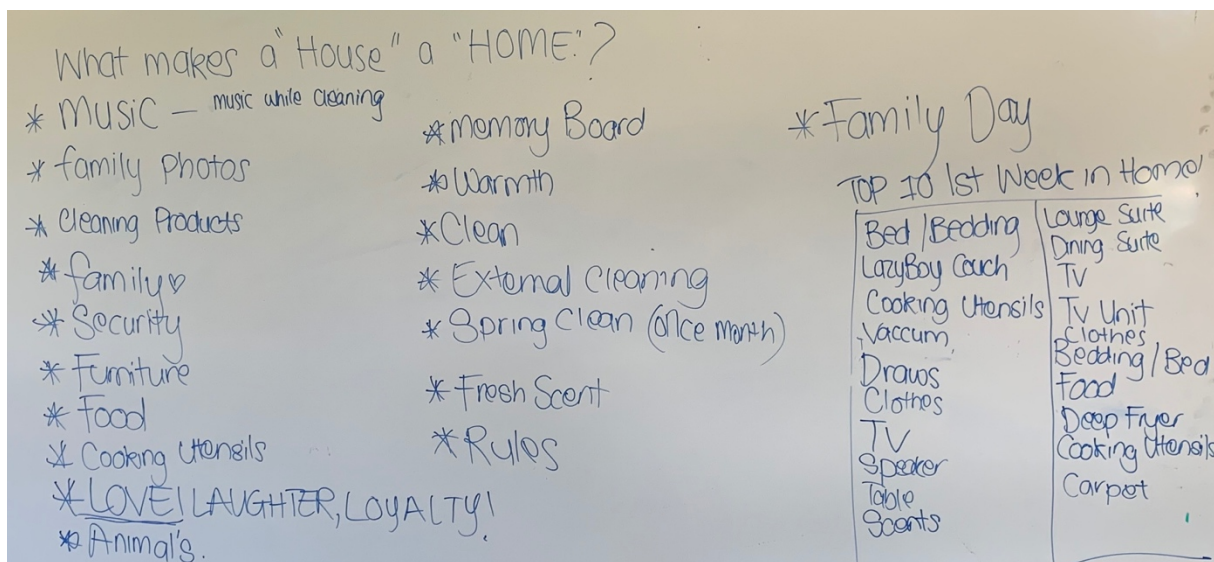 What makes a "House" a "HOME"?
* Music - music while cleaning
* family photos
* Cleaning Products
* family♡
* Security
* Furniture
* Food
* Cooking Utensils
* LOVE! LAUGHTER, LOYALTY!
* Animal's.
* Memory Board
* Warmth
* Clean
* External Cleaning
* Spring Clean (once month)
* Fresh Scent
* Rules
* Family Day
TOP 10 1st Week in Home!
Bed / Bedding
LazyBoy Couch
Cooking Utensils
Vaccum
Draws
Clothes
TV
Speaker
Table
Scents
Lounge Suite
Dining Suite
TV
TV Unit
Clothes
Bedding / Bed
Food
Deep Fryer
Cooking Utensils
Carpet